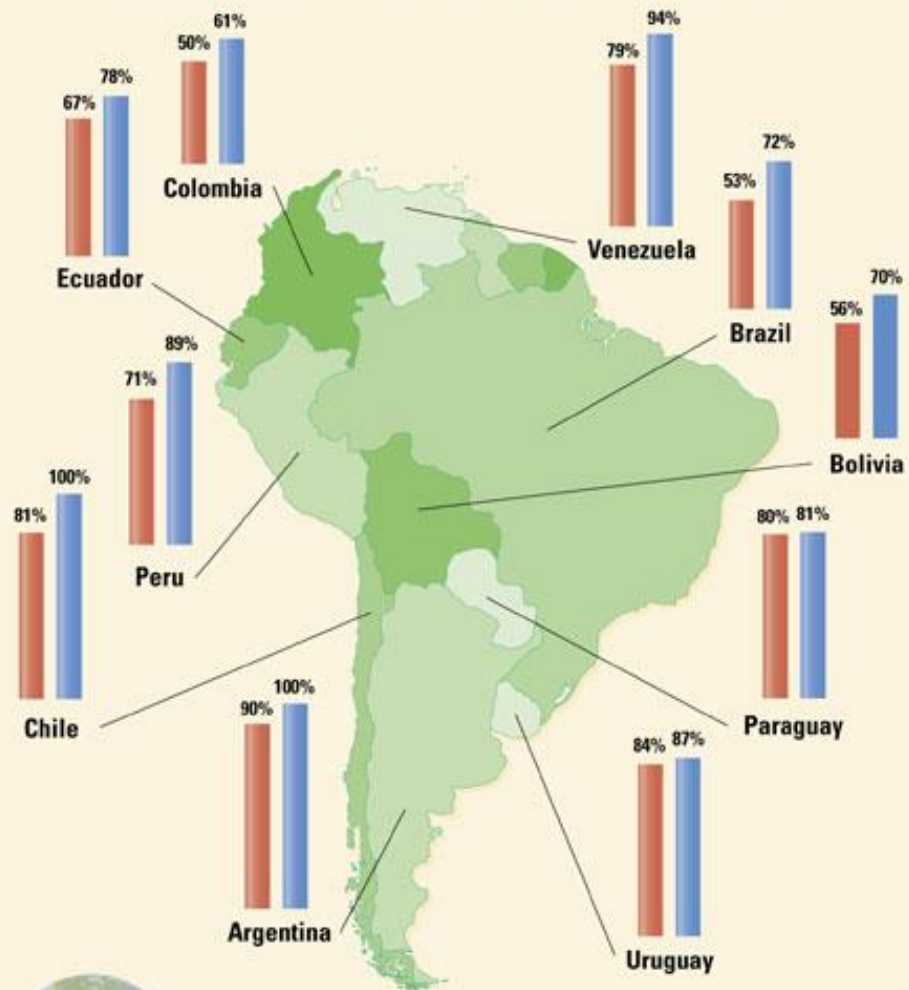 61%
50%
Colombia
78%
67%
Ecuador
94%
79%
Venezuela
72%
53%
Brazil
70%
56%
Bolivia
89%
71%
Peru
100%
81%
Chile
80% 81%
Paraguay
100%
90%
Argentina
84% 87%
Uruguay